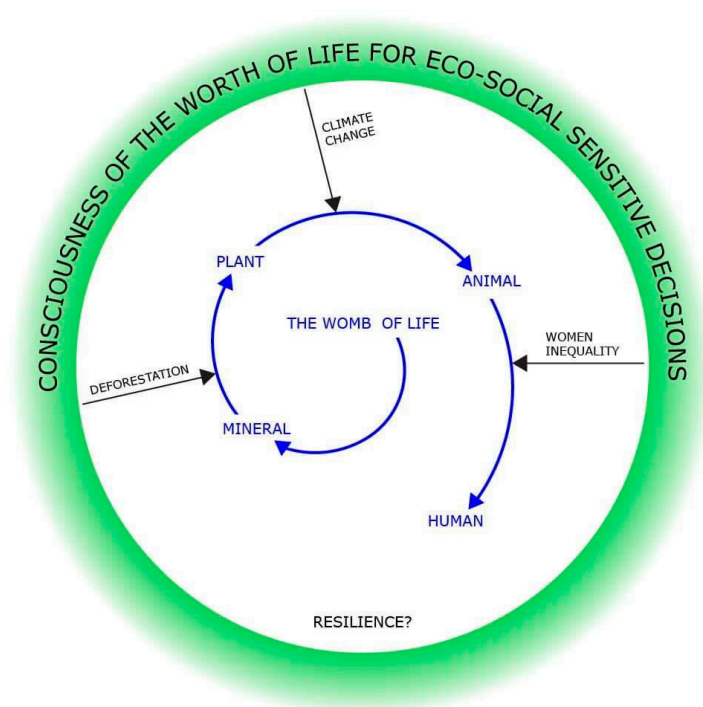 CONSCIOUSNESS OF THE WORTH OF LIFE FOR ECO-SOCIAL SENSITIVE DECISIONS
CLIMATE
CHANGE
PLANT
ANIMAL
THE WOMB OF LIFE
WOMEN
INEQUALITY
DEFORESTATION
MINERAL
HUMAN
RESILIENCE?